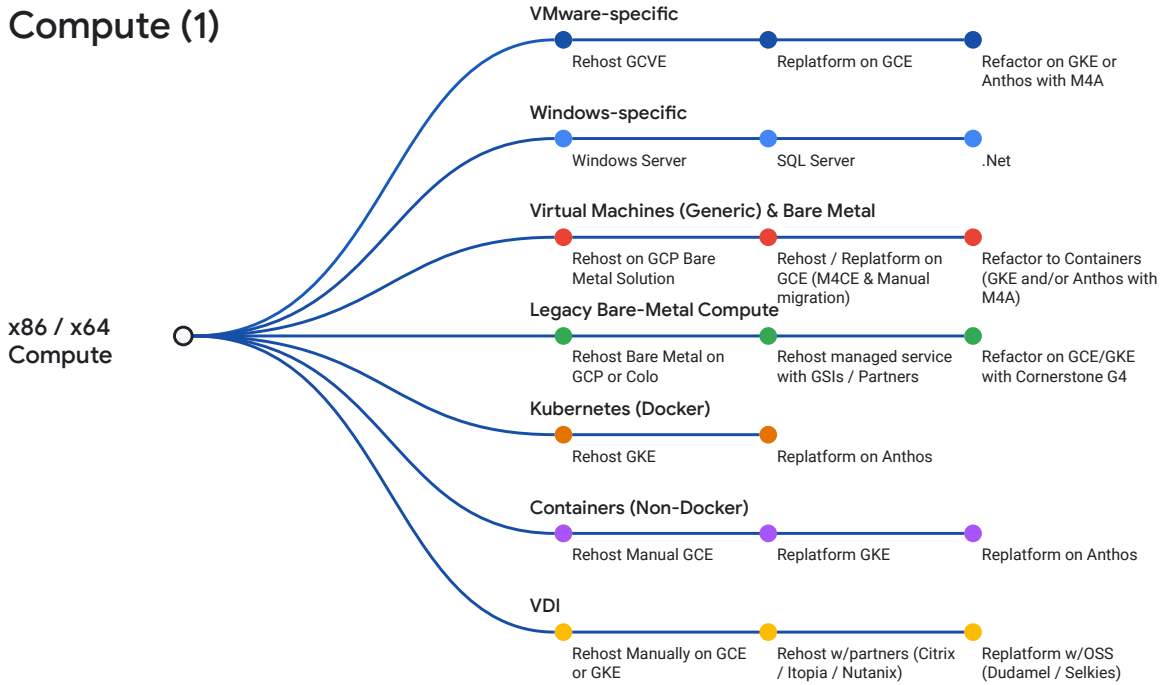 Compute (1)
x86 / x64
Compute
VMware-specific
Rehost GCVE
Replatform on GCE
Refactor on GKE or
Anthos with M4A
Windows-specific
Windows Server
SQL Server
.Net
Virtual Machines (Generic) & Bare Metal
Rehost on GCP Bare
Metal Solution
Rehost / Replatform on
GCE (M4CE & Manual
migration)
Refactor to Containers
(GKE and/or Anthos with
M4A)
Legacy Bare-Metal Compute
Rehost Bare Metal on
GCP or Colo
Rehost managed service
with GSIs / Partners
Refactor on GCE/GKE
with Cornerstone G4
Kubernetes (Docker)
Rehost GKE
Replatform on Anthos
Containers (Non-Docker)
Rehost Manual GCE
Replatform GKE
Replatform on Anthos
VDI
Rehost Manually on GCE
or GKE
Rehost w/partners (Citrix
/ Itopia / Nutanix)
Replatform w/OSS
(Dudamel / Selkies)